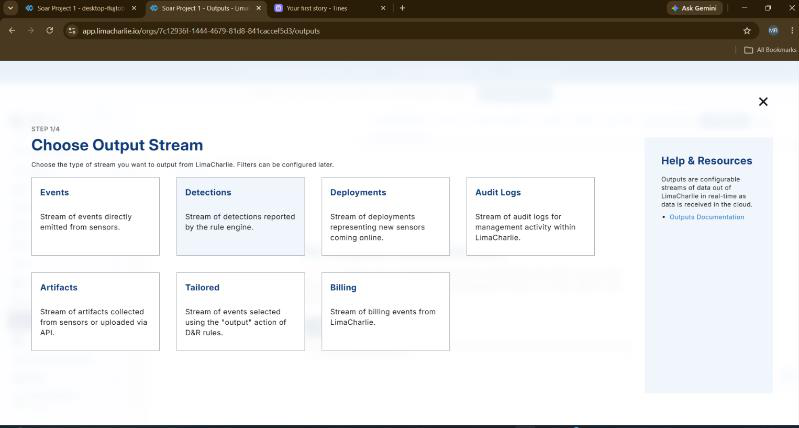 Soar Project 1 - desktop-flqjtob
Soar Project 1 - Outputs - Lima
Your first story - Tines
Ask Gemini
app.limacharlie.io/orgs/7c129361-1444-4679-81d8-841caccef5d3/outputs
MB
All Bookmarks
STEP 1/4
Choose Output Stream
Choose the type of stream you want to output from LimaCharlie. Filters can be configured later.
Events
Stream of events directly
emitted from sensors.
Detections
Stream of detections reported
by the rule engine.
Deployments
Stream of deployments
representing new sensors
coming online.
Audit Logs
Stream of audit logs for
management activity within
LimaCharlie.
Artifacts
Stream of artifacts collected
from sensors or uploaded via
API.
Tailored
Stream of events selected
using the "output" action of
D&R rules.
Billing
Stream of billing events from
LimaCharlie.
Help & Resources
Outputs are configurable
streams of data out of
LimaCharlie in real-time as
data is received in the cloud.
• Outputs Documentation